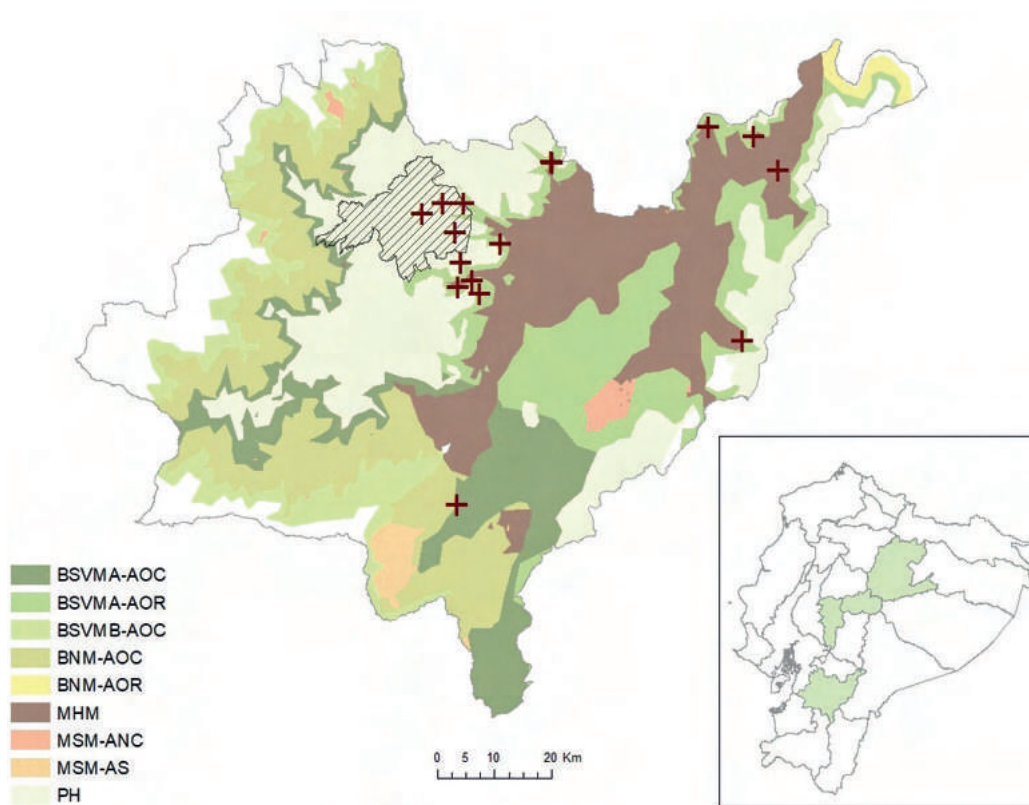 BSVMA-AOC
BSVMA-AOR
BSVMB-AOC
BNM-AOC
BNM-AOR
MHM
MSM-ANC
MSM-AS
PH
0 5 10 20 Km